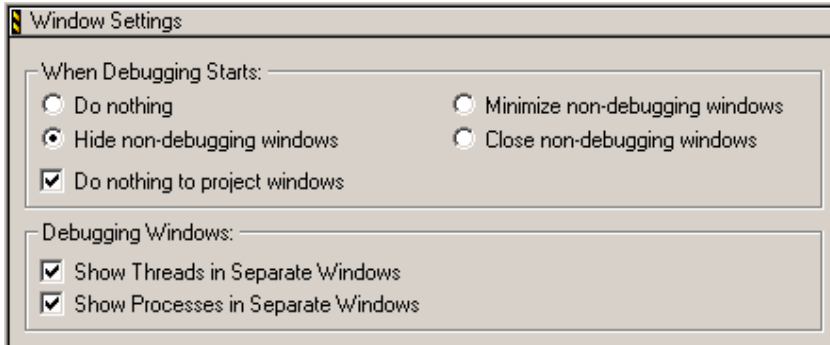 Window Settings
When Debugging Starts:
Do nothing
Minimize non-debugging windows
Hide non-debugging windows
Close non-debugging windows
Do nothing to project windows
Debugging Windows:
Show Threads in Separate Windows
Show Processes in Separate Windows